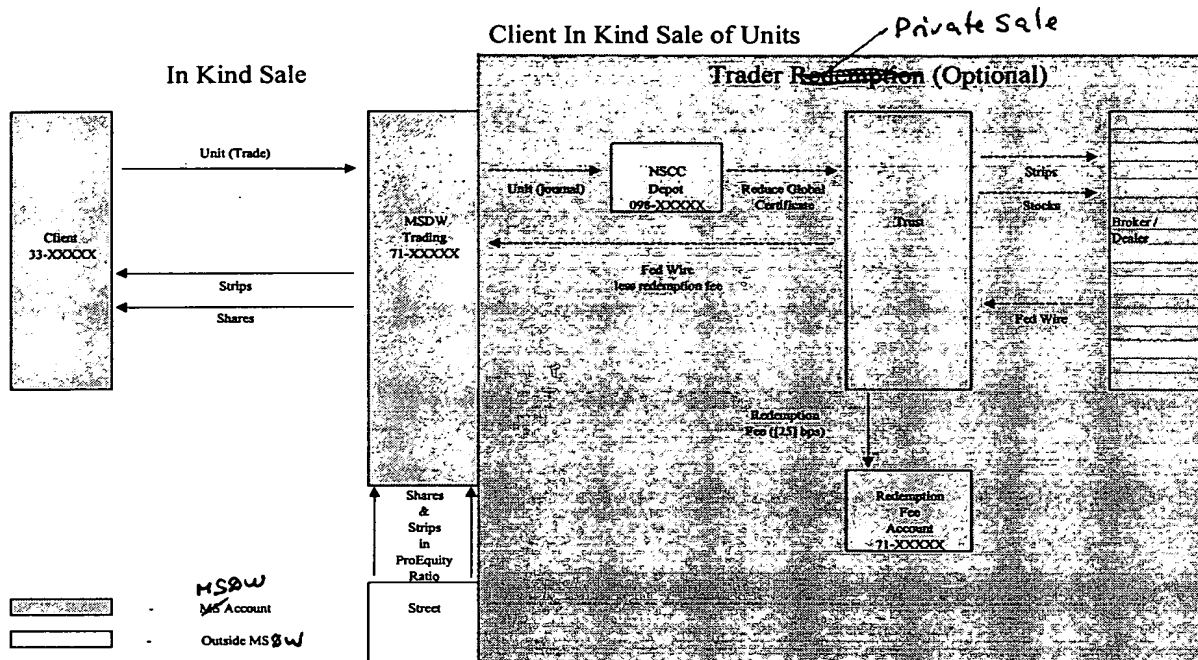 Client In Kind Sale of Units
Private Sale
In Kind Sale
Trader Redemption (Optional)
Unit (Trade)
Client
33-XXXXX
Strips
Shares
MSDW
Trading
71-XXXXX
Unit (journal)
NSCC
Depot
098-XXXXX
Reduce Global
Certificate
Fed Wire
less redemption fee
Trust
Strips
Stocks
Broker /
Dealer
Fed Wire
Redemption
Fee ([25] bps)
Redemption
Fee
Account
71-XXXXX
Shares
&
Strips
in
ProEquity
Ratio
Street
MSDW
- MS Account
- Outside MSDW